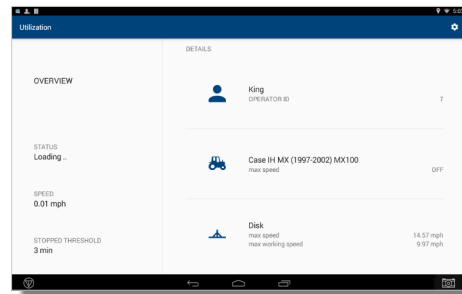 5:03
Utilization
DETAILS
OVERVIEW
King
OPERATOR ID 7
STATUS
Loading ..
Case IH MX (1997-2002) MX100
max speed OFF
SPEED
0.01 mph
Disk
max speed 14.57 mph
max working speed 9.97 mph
STOPPED THRESHOLD
3 min